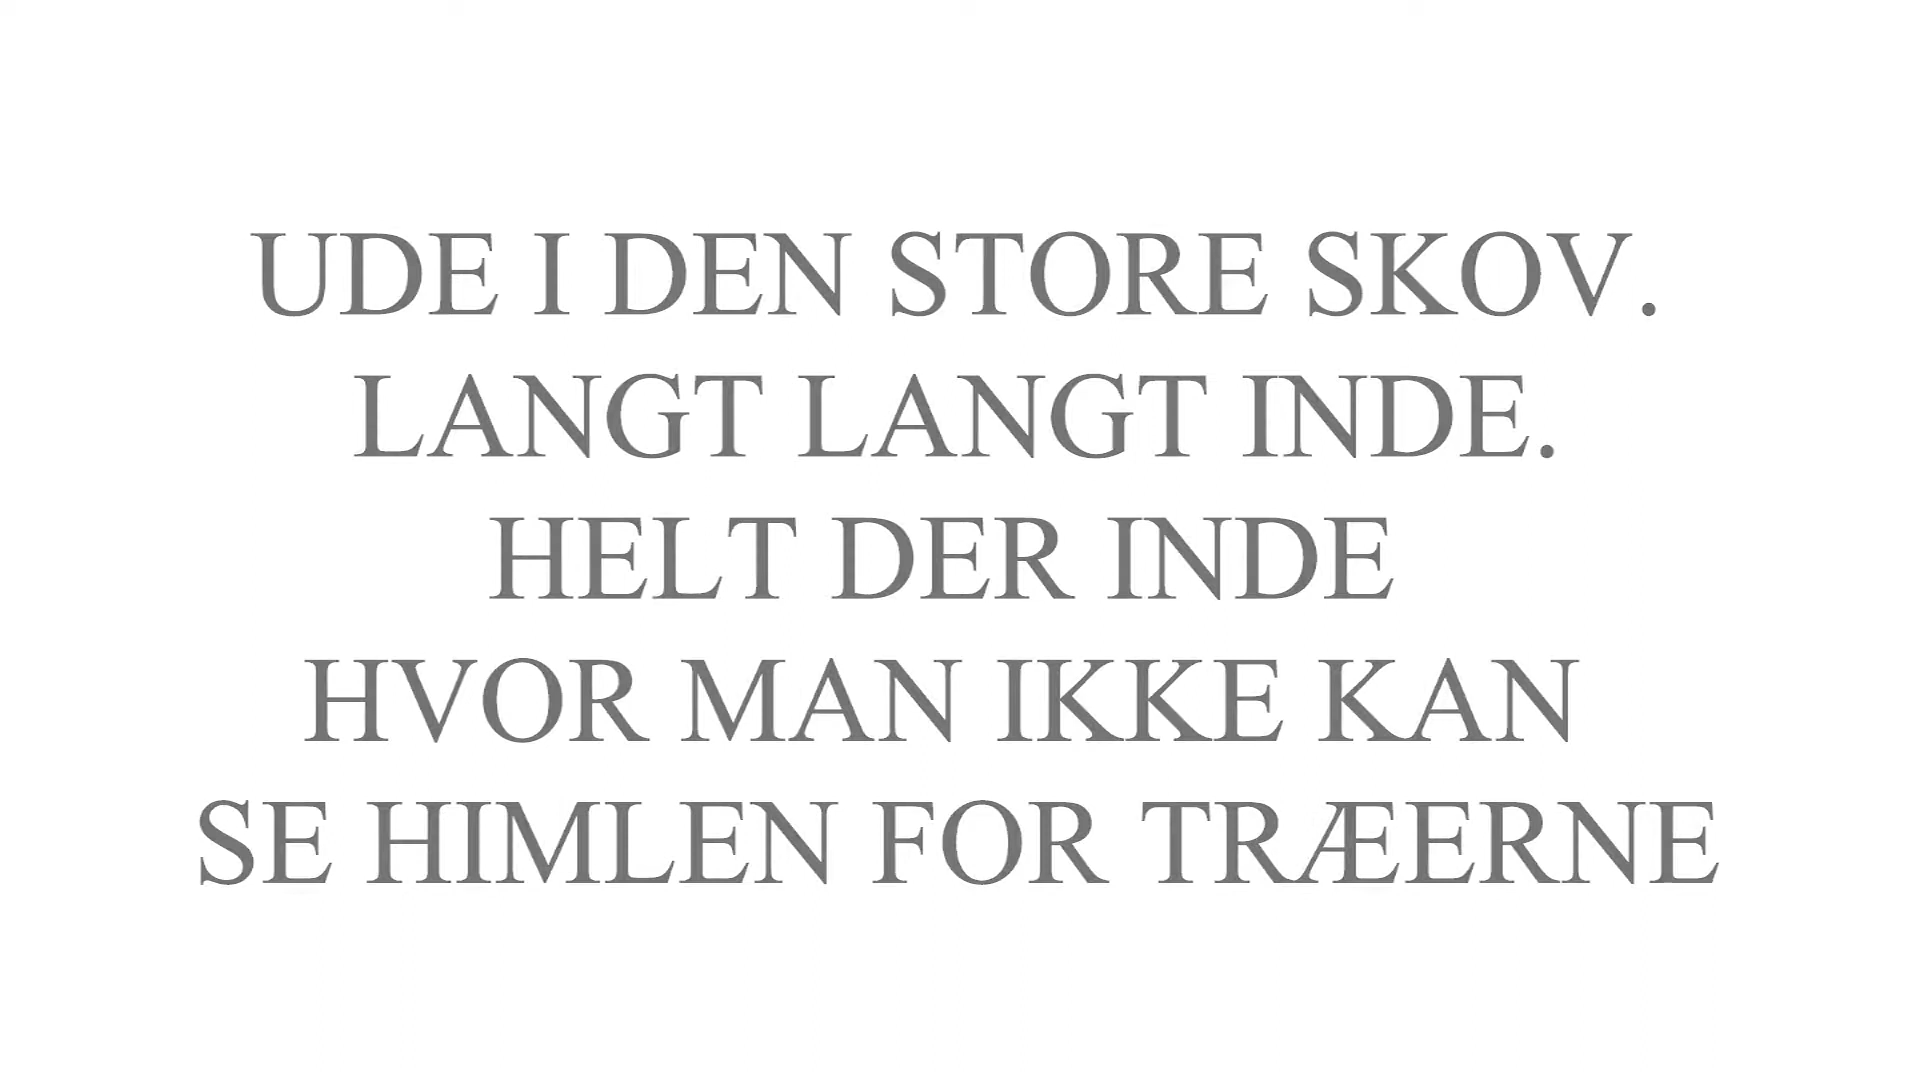 UDE I DEN STORE SKOV.
LANGT LANGT INDE.
HELT DER INDE
HVOR MAN IKKE KAN
SE HIMLEN FOR TRÆERNE